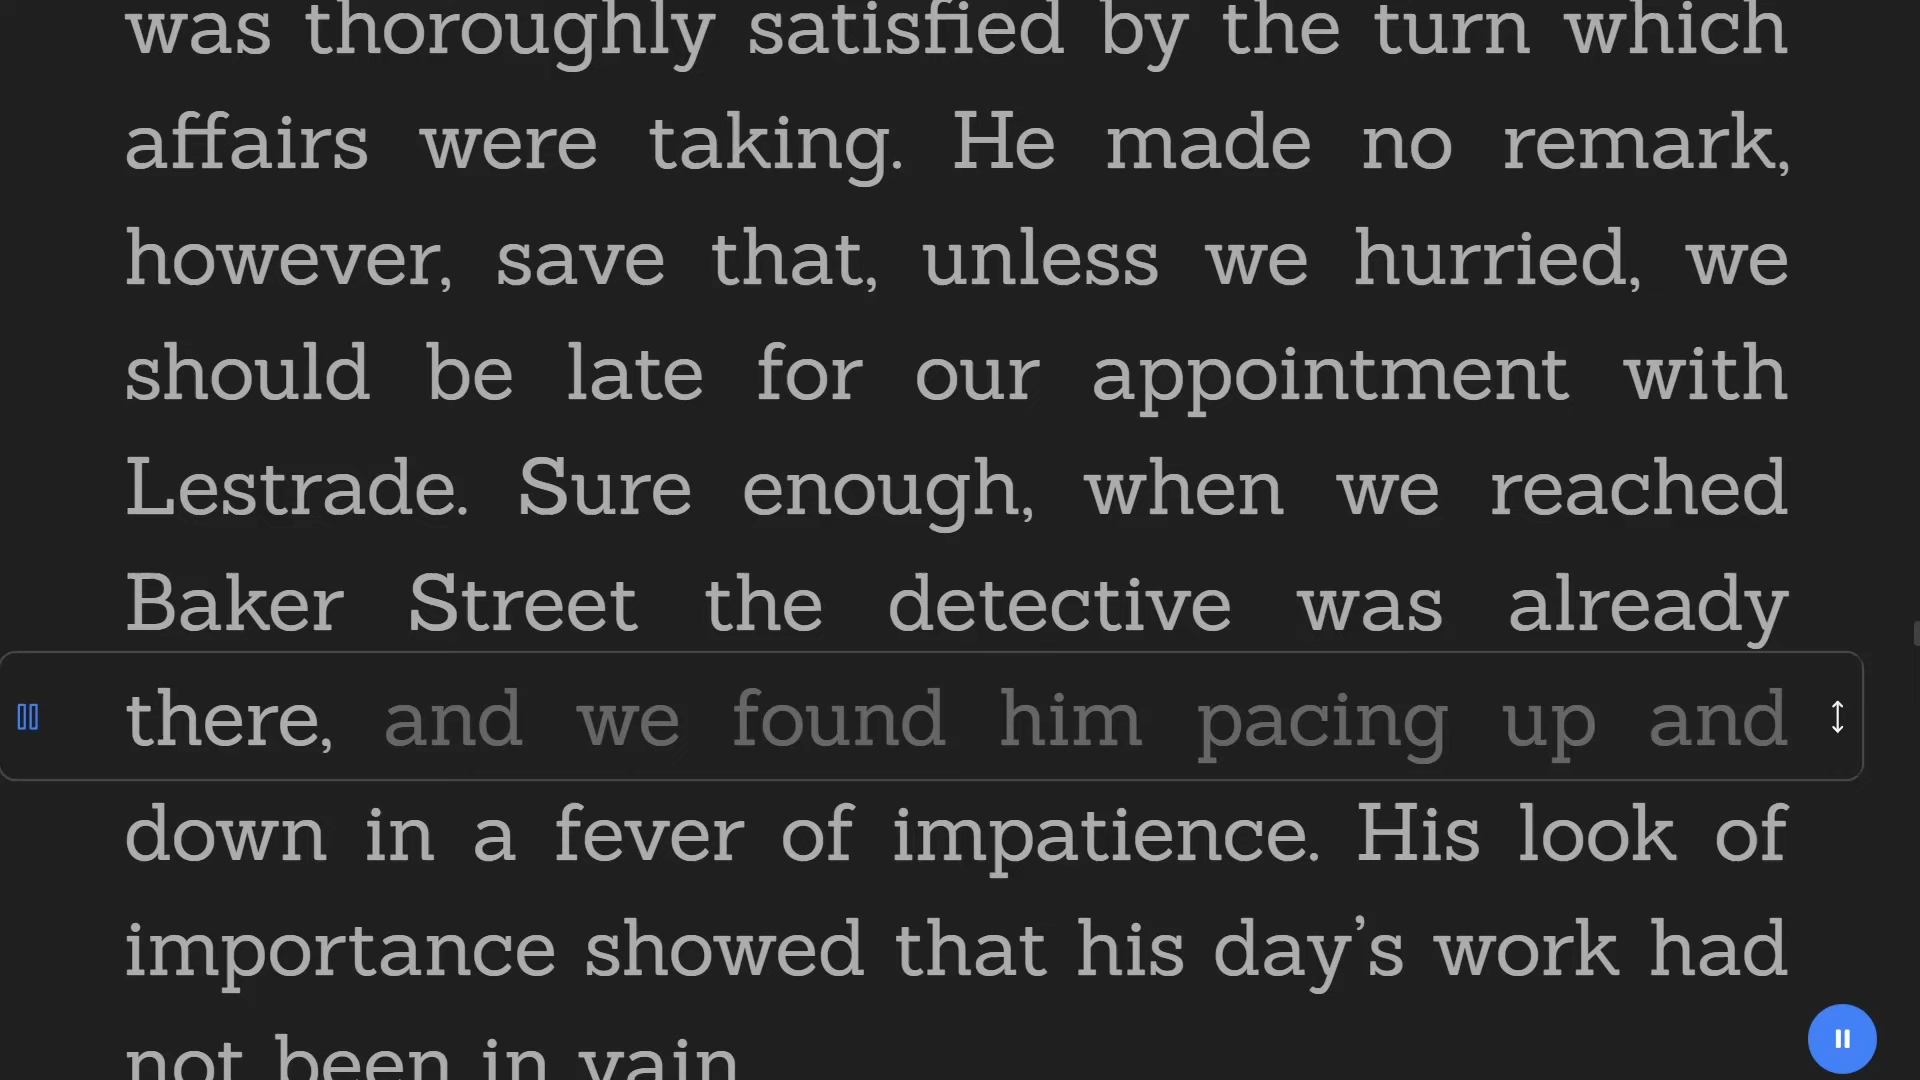 was thoroughly satisfied by the turn which
affairs were taking. He made no remark,
however, save that, unless we hurried, we
should be late for our appointment with
Lestrade. Sure enough, when we reached
Baker Street the detective was already
there, and we found him pacing up and
down in a fever of impatience. His look of
importance showed that his day’s work had
not been in vain